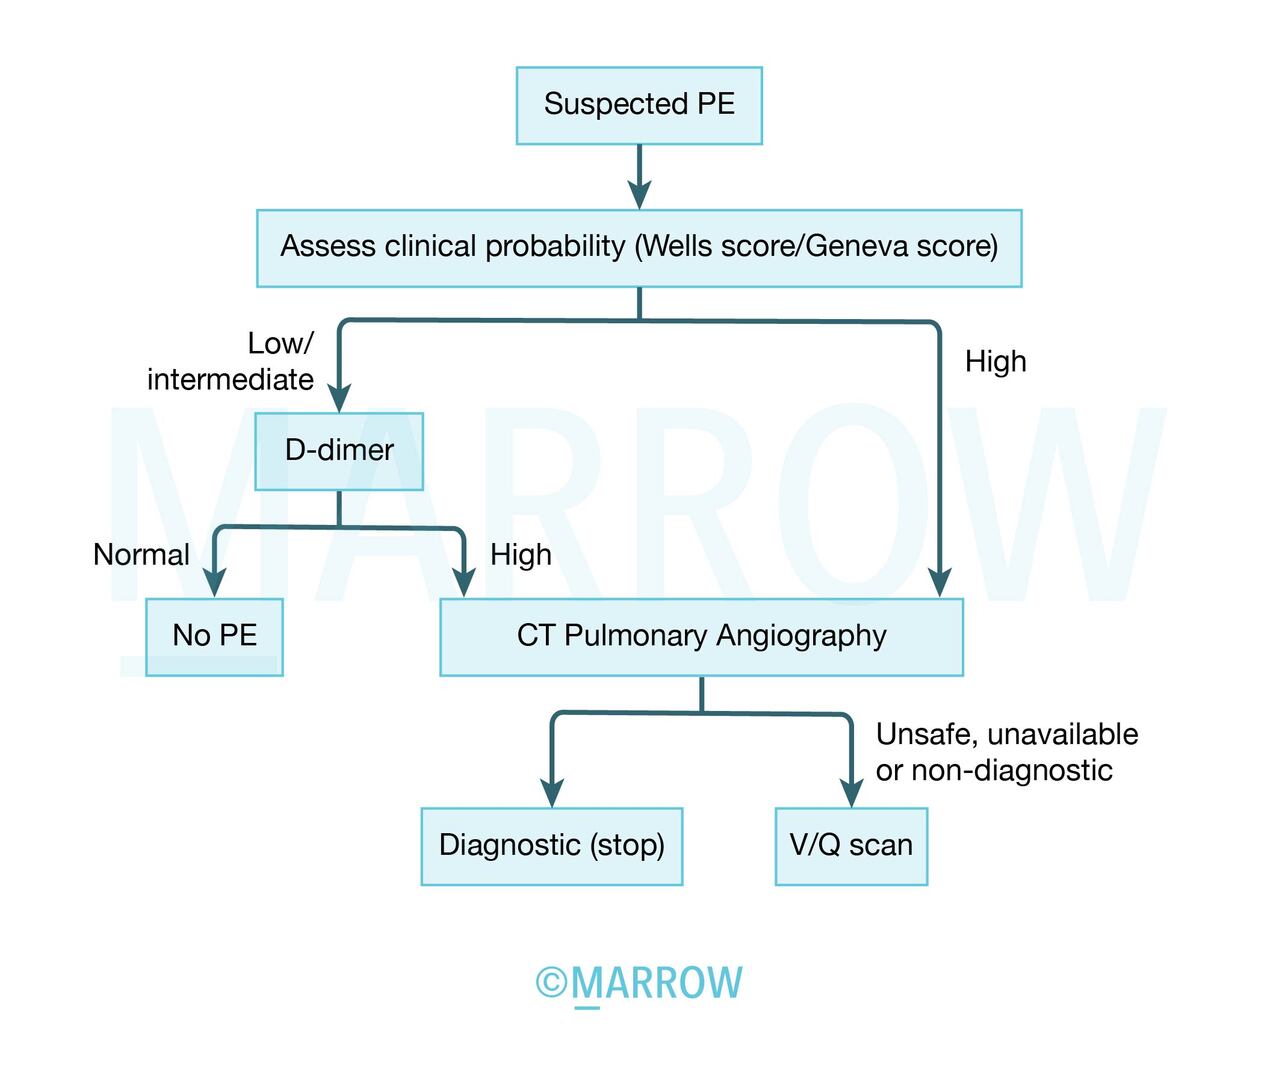 Suspected PE
Assess clinical probability (Wells score/Geneva score)
Low/
intermediate
High
D-dimer
Normal
High
No PE
CT Pulmonary Angiography
Unsafe, unavailable
or non-diagnostic
Diagnostic (stop)
V/Q scan
MARROW
©MARROW